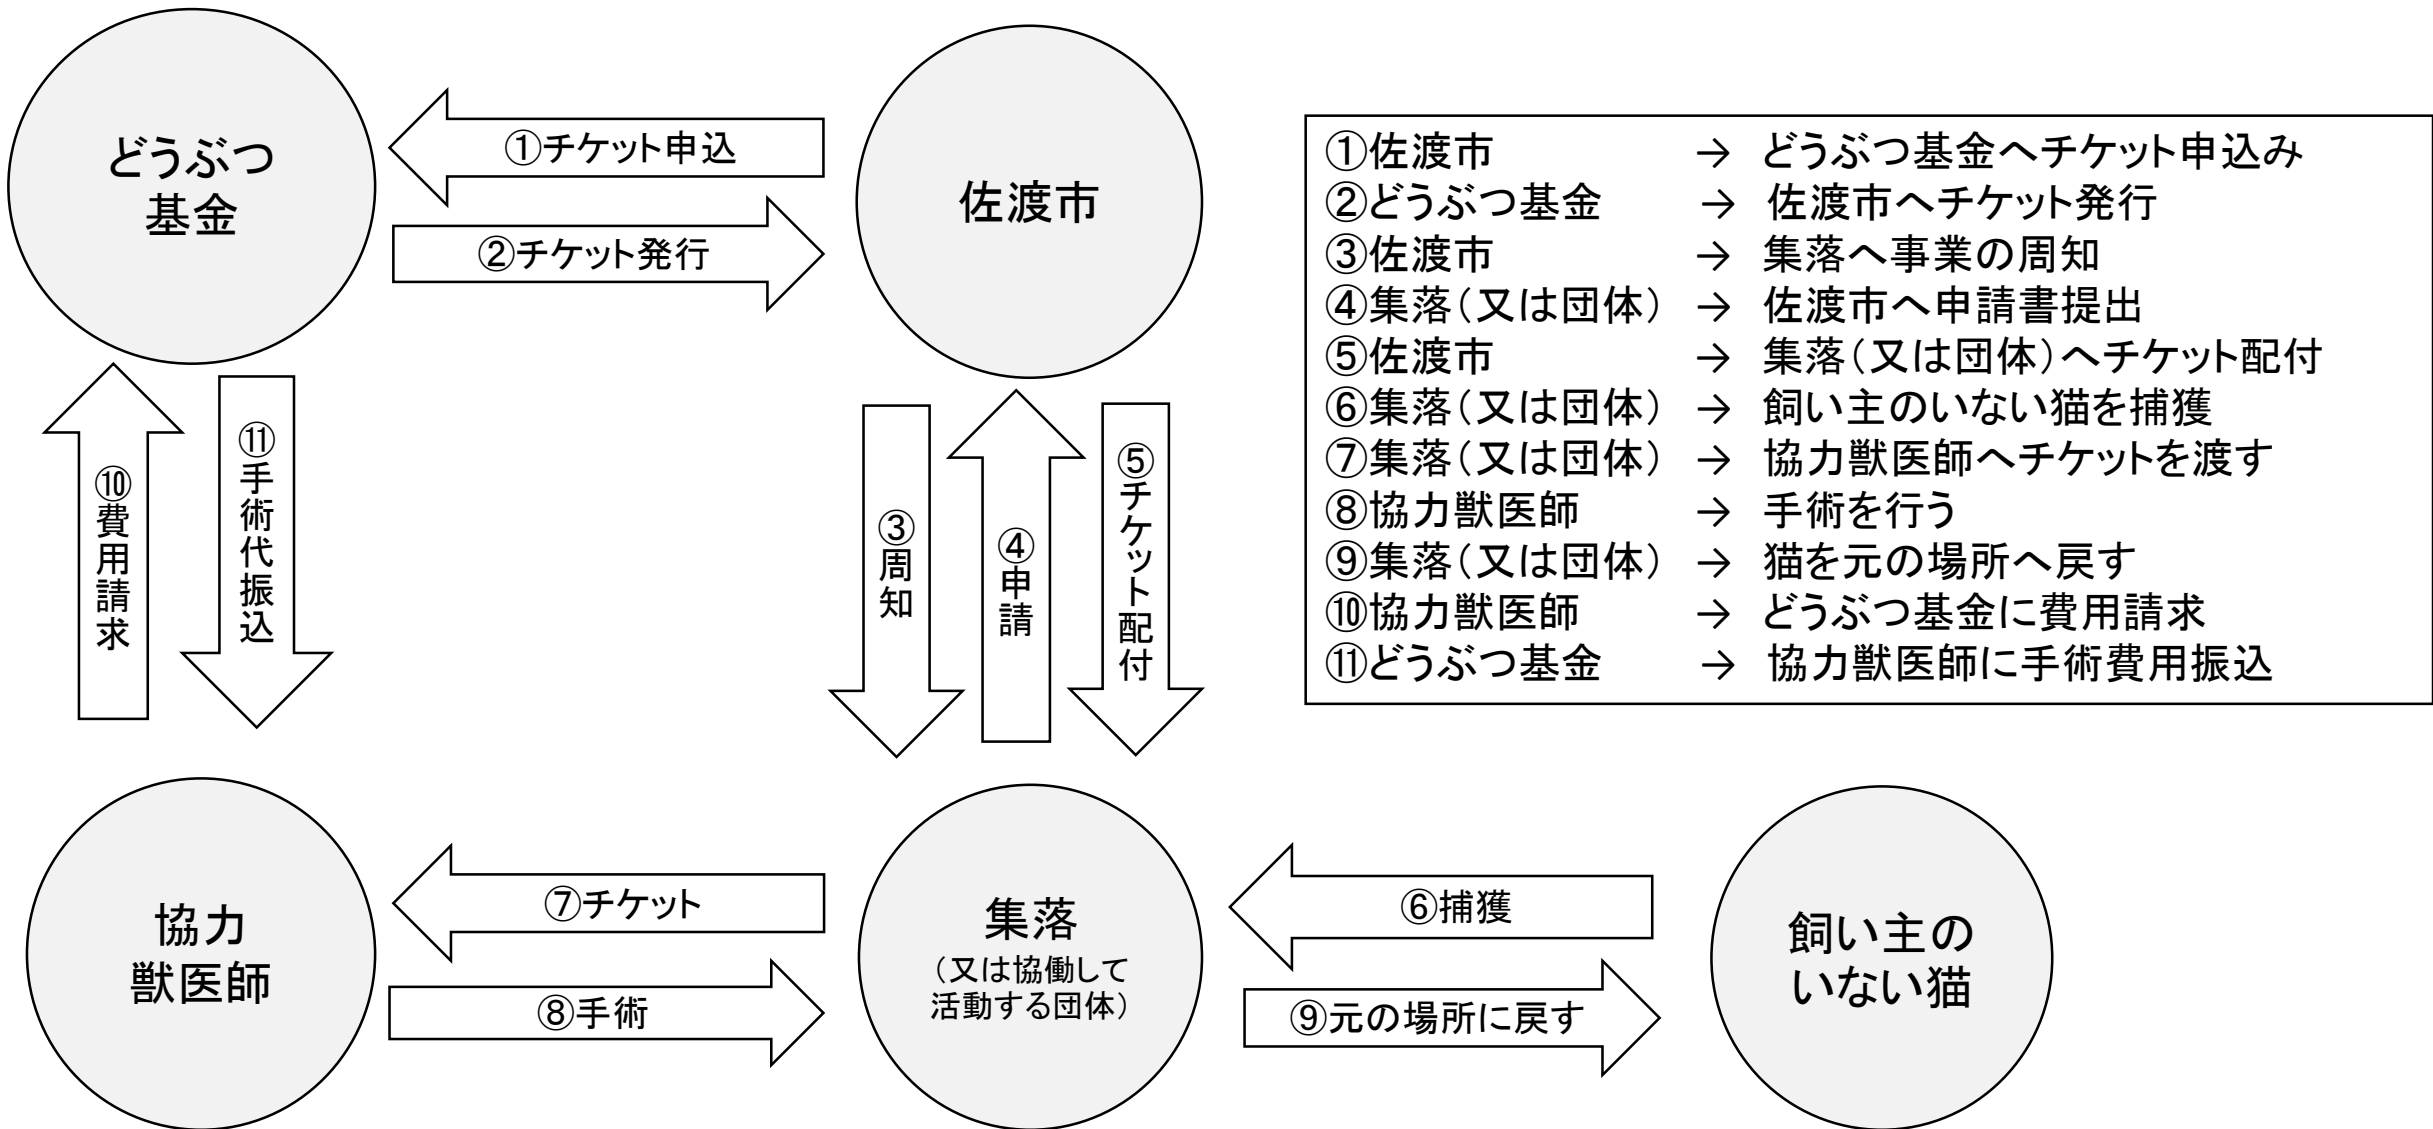 どうぶつ
基金
①チケット申込
②チケット発行
佐渡市
①佐渡市 → どうぶつ基金へチケット申込み
②どうぶつ基金 → 佐渡市へチケット発行
③佐渡市 → 集落へ事業の周知
④集落（又は団体） → 佐渡市へ申請書提出
⑤佐渡市 → 集落（又は団体）へチケット配付
⑥集落（又は団体） → 飼い主のいない猫を捕獲
⑦集落（又は団体） → 協力獣医師へチケットを渡す
⑧協力獣医師 → 手術を行う
⑨集落（又は団体） → 猫を元の場所へ戻す
⑩協力獣医師 → どうぶつ基金に費用請求
⑪どうぶつ基金 → 協力獣医師に手術費用振込
⑩費用請求
⑪手術代振込
③周知
④申請
⑤チケット配付
協力
獣医師
⑦チケット
⑧手術
集落
（又は協働して
活動する団体）
⑥捕獲
⑨元の場所に戻す
飼い主の
いない猫